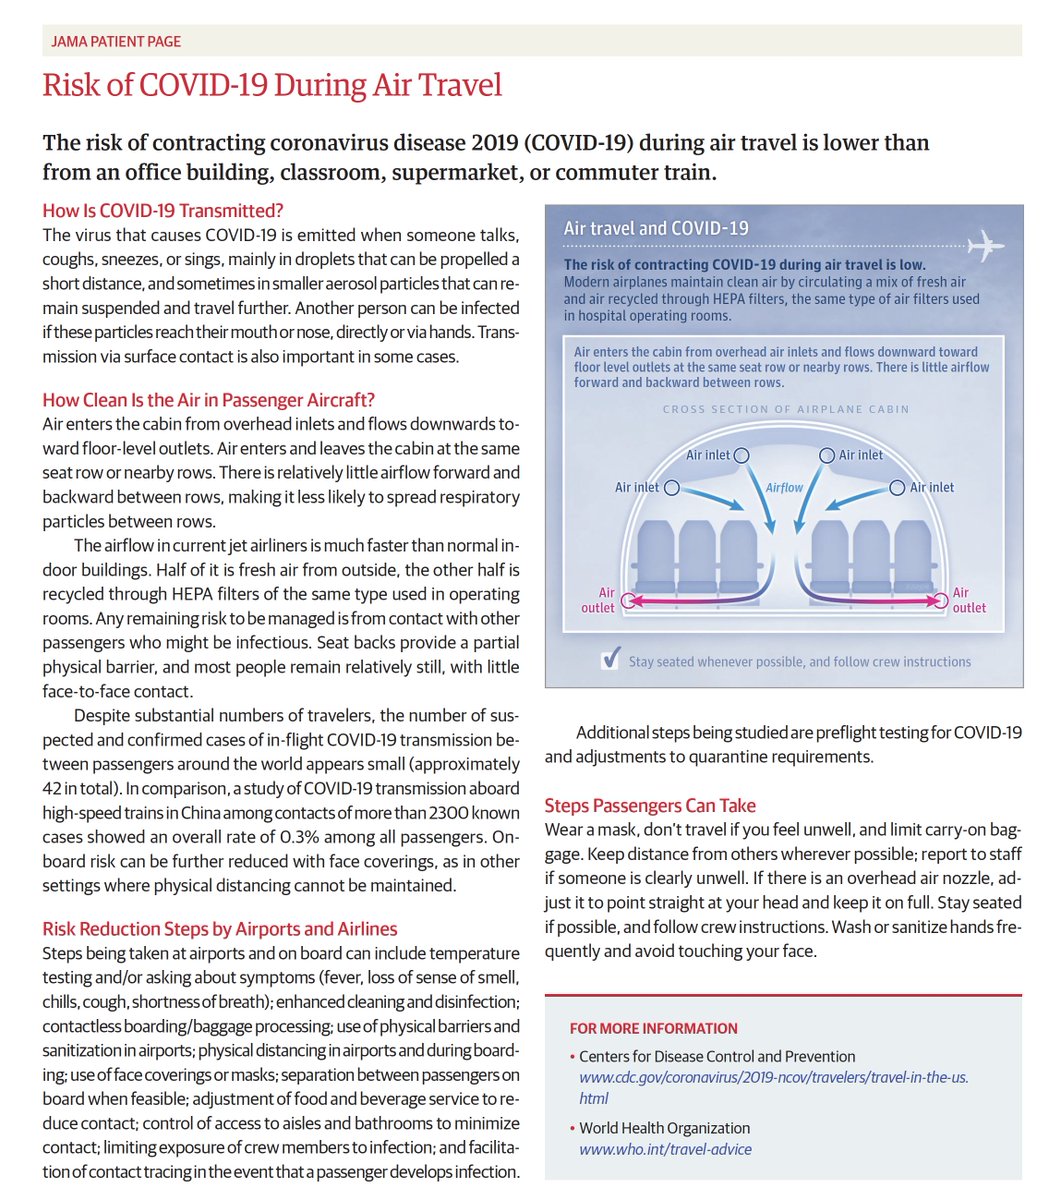 JAMA PATIENT PAGE
Risk of COVID-19 During Air Travel
The risk of contracting coronavirus disease 2019 (COVID-19) during air travel is lower than
from an office building, classroom, supermarket, or commuter train.
How Is COVID-19 Transmitted?
The virus that causes COVID-19 is emitted when someone talks,
coughs, sneezes, or sings, mainly in droplets that can be propelled a
short distance, and sometimes in smaller aerosol particles that can re-
main suspended and travel further. Another person can be infected
if these particles reach their mouth or nose, directly or via hands. Trans-
mission via surface contact is also important in some cases.
How Clean Is the Air in Passenger Aircraft?
Air enters the cabin from overhead inlets and flows downwards to-
ward floor-level outlets. Air enters and leaves the cabin at the same
seat row or nearby rows. There is relatively little airflow forward and
backward between rows, making it less likely to spread respiratory
particles between rows.
The airflow in current jet airliners is much faster than normal in-
door buildings. Half of it is fresh air from outside, the other half is
recycled through HEPA filters of the same type used in operating
rooms. Any remaining risk to be managed is from contact with other
passengers who might be infectious. Seat backs provide a partial
physical barrier, and most people remain relatively still, with little
face-to-face contact.
Despite substantial numbers of travelers, the number of sus-
pected and confirmed cases of in-flight COVID-19 transmission be-
tween passengers around the world appears small (approximately
42 in total). In comparison, a study of COVID-19 transmission aboard
high-speed trains in China among contacts of more than 2300 known
cases showed an overall rate of 0.3% among all passengers. On-
board risk can be further reduced with face coverings, as in other
settings where physical distancing cannot be maintained.
Risk Reduction Steps by Airports and Airlines
Steps being taken at airports and on board can include temperature
testing and/or asking about symptoms (fever, loss of sense of smell,
chills, cough, shortness of breath); enhanced cleaning and disinfection;
contactless boarding/baggage processing; use of physical barriers and
sanitization in airports; physical distancing in airports and during board-
ing; use of face coverings or masks; separation between passengers on
board when feasible; adjustment of food and beverage service to re-
duce contact; control of access to aisles and bathrooms to minimize
contact; limiting exposure of crew members to infection; and facilita-
tion of contact tracing in the event that a passenger develops infection.
Air travel and COVID-19
The risk of contracting COVID-19 during air travel is low.
Modern airplanes maintain clean air by circulating a mix of fresh air
and air recycled through HEPA filters, the same type of air filters used
in hospital operating rooms.
Air enters the cabin from overhead air inlets and flows downward toward
floor level outlets at the same seat row or nearby rows. There is little airflow
forward and backward between rows.
CROSS SECTION OF AIRPLANE CABIN
Air inlet
Air inlet
Air inlet
Airflow
Air inlet
Air
outlet
Air
outlet
Stay seated whenever possible, and follow crew instructions
Additional steps being studied are preflight testing for COVID-19
and adjustments to quarantine requirements.
Steps Passengers Can Take
Wear a mask, don't travel if you feel unwell, and limit carry-on bag-
gage. Keep distance from others wherever possible; report to staff
if someone is clearly unwell. If there is an overhead air nozzle, ad-
just it to point straight at your head and keep it on full. Stay seated
if possible, and follow crew instructions. Wash or sanitize hands fre-
quently and avoid touching your face.
FOR MORE INFORMATION
• Centers for Disease Control and Prevention
www.cdc.gov/coronavirus/2019-ncov/travelers/travel-in-the-us.
html
• World Health Organization
www.who.int/travel-advice